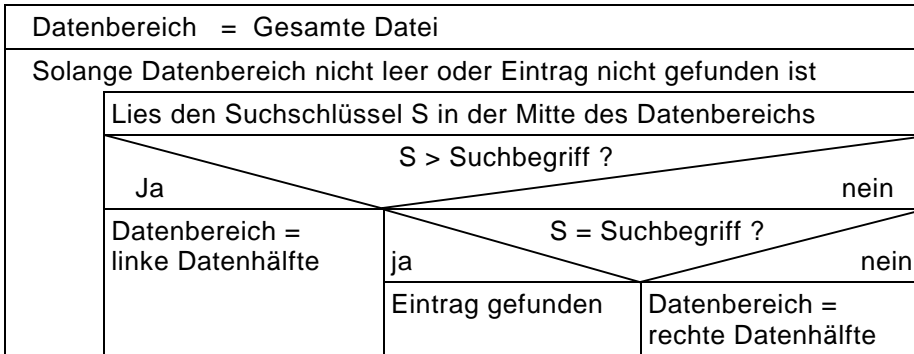 Datenbereich = Gesamte Datei
Solange Datenbereich nicht leer oder Eintrag nicht gefunden ist
Lies den Suchschlüssel S in der Mitte des Datenbereichs
S > Suchbegriff ?
Ja nein
Datenbereich =
linke Datenhälfte
S = Suchbegriff ?
ja nein
Eintrag gefunden
Datenbereich =
rechte Datenhälfte